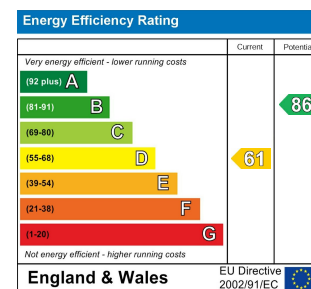 Energy Efficiency Rating
Current Potentia
Very energy efficient - lower running costs
(92 plus) A
(81-91) B
86
(69-80) C
(55-68) D
61
(39-54) E
(21-38) F
(1-20) G
Not energy efficient - higher running costs
England & Wales
EU Directive
2002/91/EC